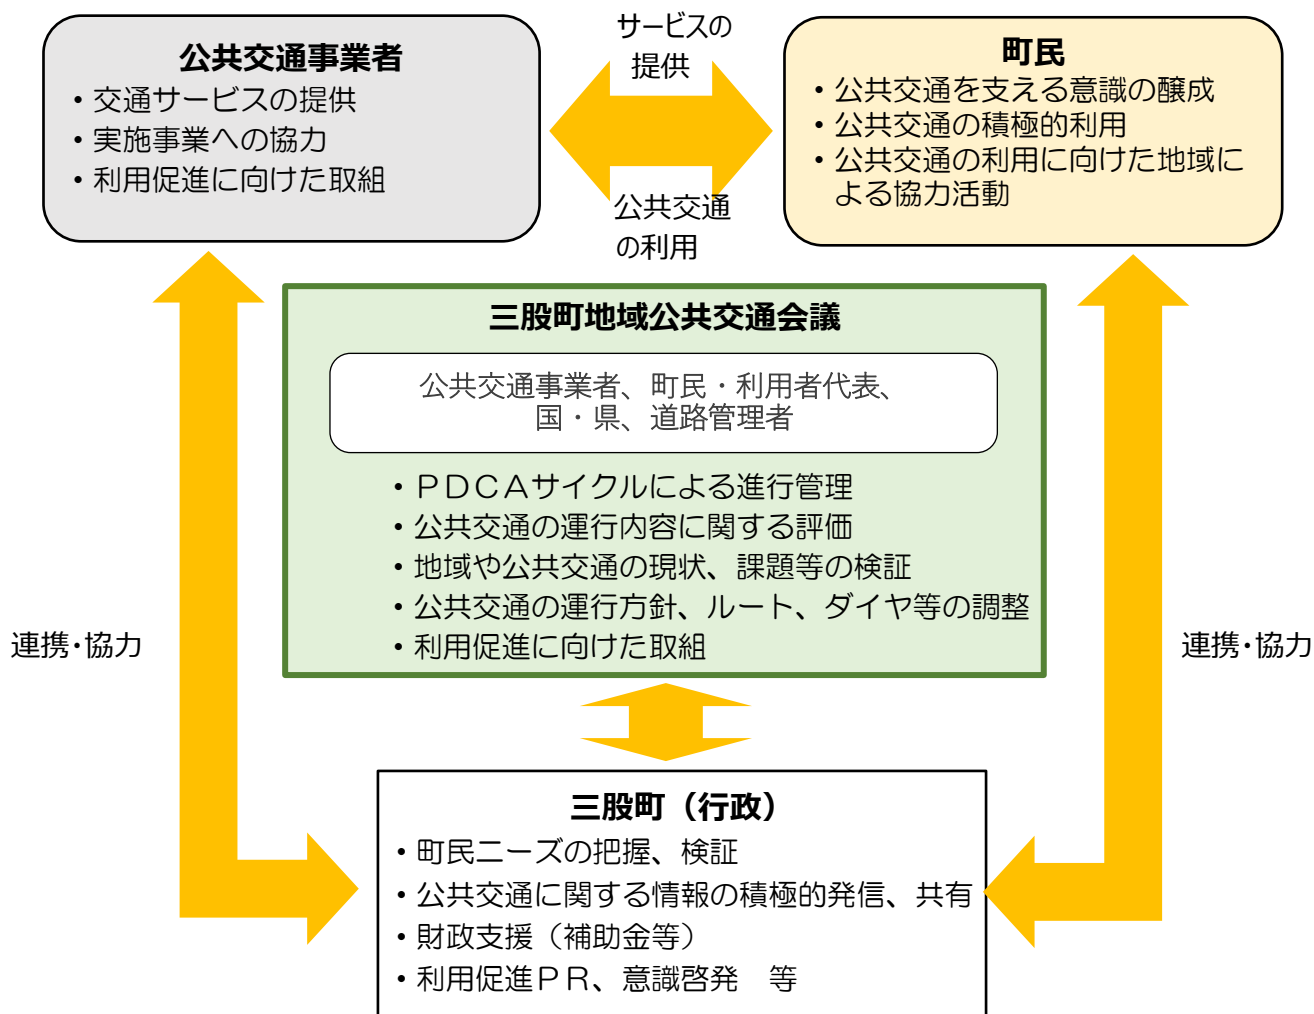 公共交通事業者
・交通サービスの提供
・実施事業への協力
・利用促進に向けた取組
サービスの
提供
公共交通
の利用
町民
・公共交通を支える意識の醸成
・公共交通の積極的利用
・公共交通の利用に向けた地域に
よる協力活動
三股町地域公共交通会議
公共交通事業者、町民・利用者代表、
国・県、道路管理者
・ＰＤＣＡサイクルによる進行管理
・公共交通の運行内容に関する評価
・地域や公共交通の現状、課題等の検証
・公共交通の運行方針、ルート、ダイヤ等の調整
・利用促進に向けた取組
連携・協力
連携・協力
三股町（行政）
・町民ニーズの把握、検証
・公共交通に関する情報の積極的発信、共有
・財政支援（補助金等）
・利用促進ＰＲ、意識啓発　等